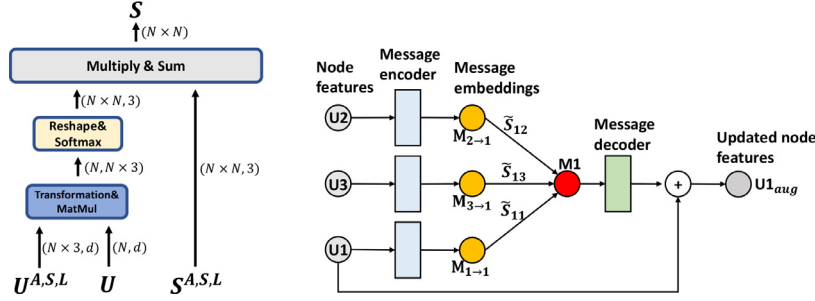 S
(N × N)
Multiply & Sum
(N × N, 3)
Reshape&
Softmax
(N, N × 3)
(N × N, 3)
Transformation&
MatMul
(N × 3, d)
(N, d)
U^{A,S,L}
U
S^{A,S,L}
Node
features
Message
encoder
Message
embeddings
U2
M_{2→1}
S̃_{12}
U3
M_{3→1}
S̃_{13}
U1
M_{1→1}
S̃_{11}
M1
Message
decoder
+
Updated node
features
U1_{aug}